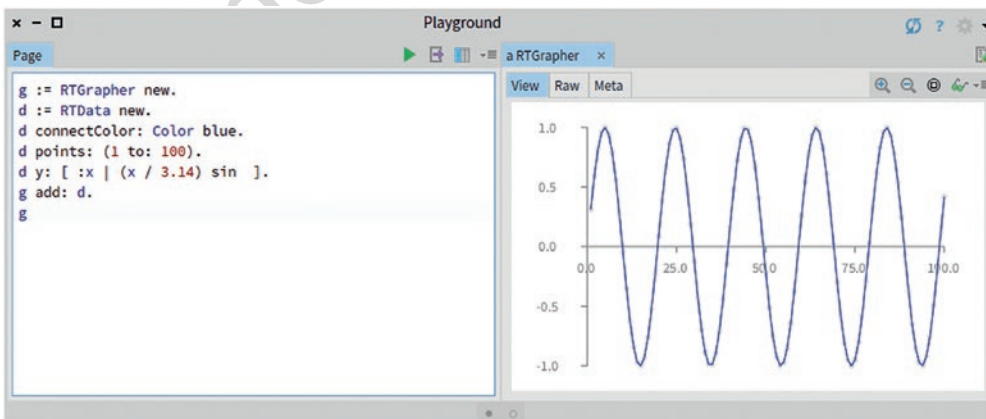 Playground
Page
a RTGrapher ×
g := RTGrapher new.
d := RTData new.
d connectColor: Color blue.
d points: (1 to: 100).
d y: [ :x | (x / 3.14) sin  ].
g add: d.
g
View Raw Meta
1.0
0.5
0.0
0.0 25.0 50.0 75.0 100.0
-0.5
-1.0